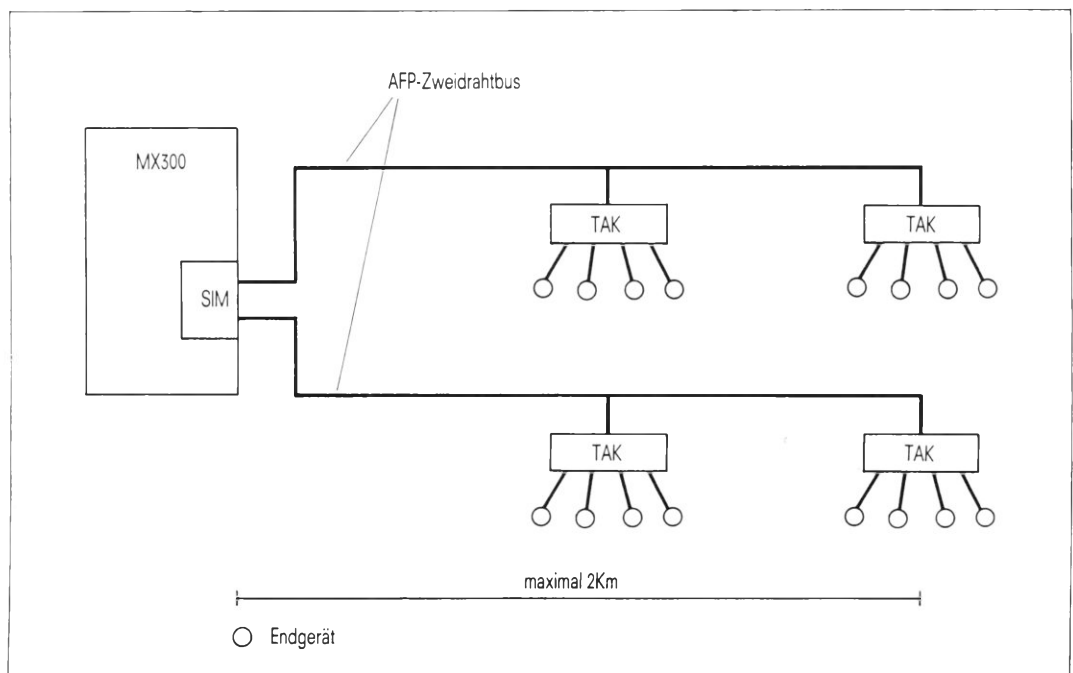 AFP-Zweidrahtbus
MX300
TAK
TAK
SIM
TAK
TAK
maximal 2Km
Endgerät